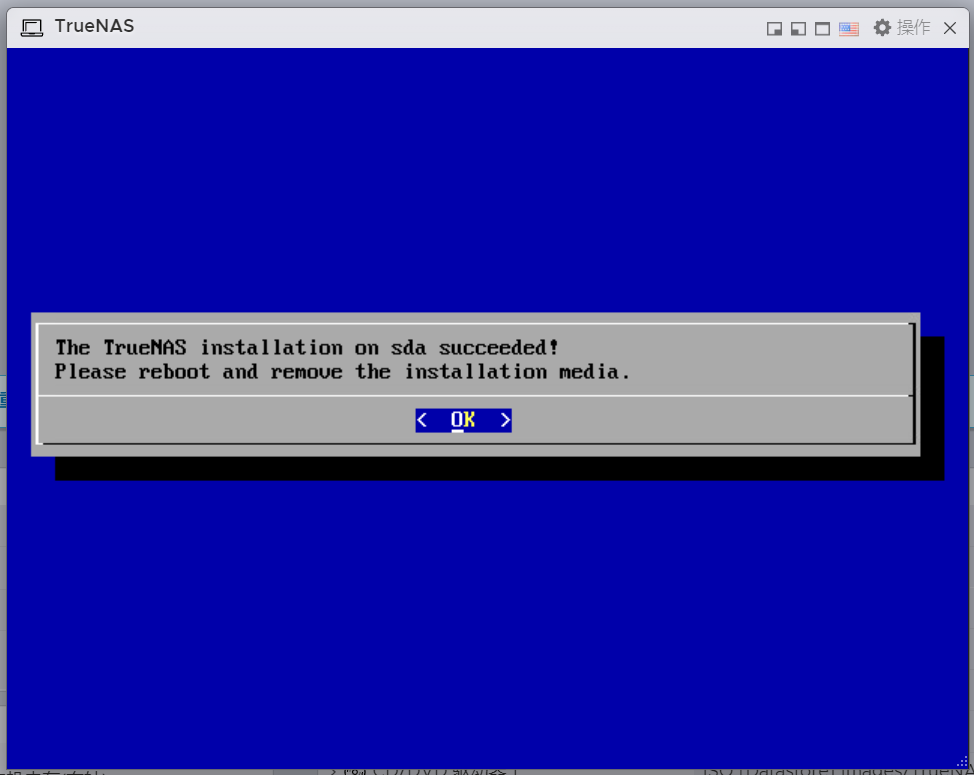 TrueNAS
操作
The TrueNAS installation on sda succeeded!
Please reboot and remove the installation media.
< OK >